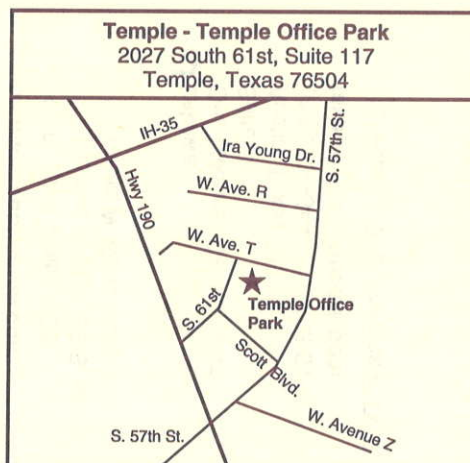 Temple - Temple Office Park
2027 South 61st, Suite 117
Temple, Texas 76504
IH-35
Ira Young Dr.
S. 57th St.
Hwy 190
W. Ave. R
W. Ave. T
S. 61st
Temple Office
Park
Scott Blvd.
S. 57th St.
W. Avenue Z